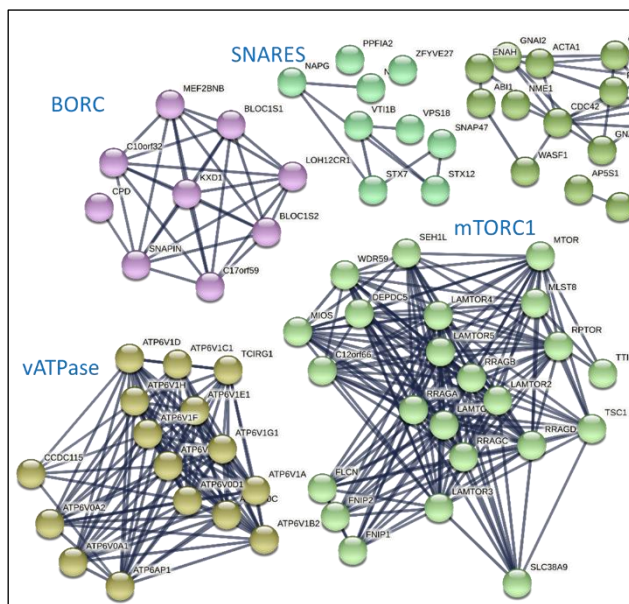 SNARES
PPFIA2
ZFYVE27
NAPG
VTI1B
VPS18
SNAP47
STX7
STX12
GNAI2
ENAH
ACTA1
ABI1
NME1
CDC42
WASF1
AP5S1
BORC
MEF2BNB
BLOC1S1
C10orf32
LOH12CR1
KXD1
CPD
BLOC1S2
SNAPIN
C17orf59
mTORC1
SEH1L
MTOR
WDR59
DEPDC5
LAMTOR4
MLST8
MIOS
LAMTOR5
RPTOR
C12orf66
RRAGB
LAMTOR2
RRAGA
TSC1
RRAGC
RRAGD
FLCN
LAMTOR3
FNIP2
FNIP1
SLC38A9
vATPase
ATP6V1D
ATP6V1C1
TCIRG1
ATP6V1H
ATP6V1E1
ATP6V1F
ATP6V1G1
CCDC115
ATP6V1A
ATP6V0D1
ATP6V0A2
ATP6V1B2
ATP6V0A1
ATP6AP1